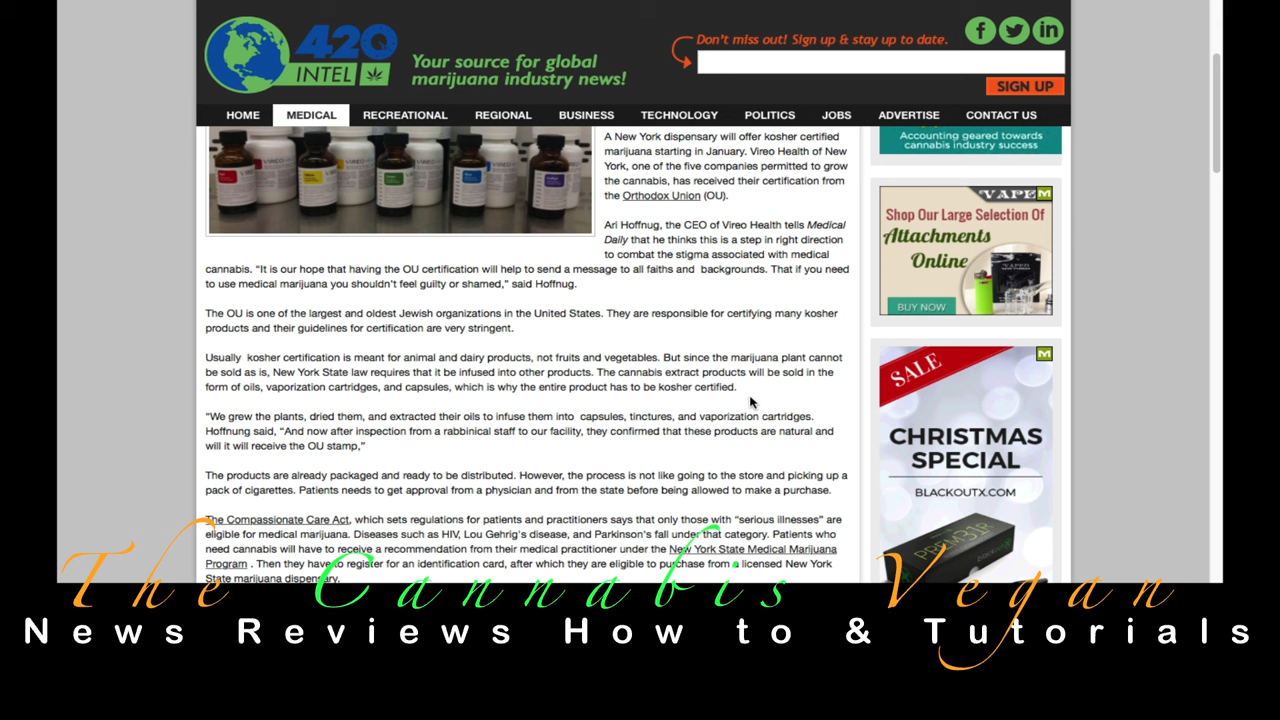 420
INTEL
Your source for global
marijuana industry news!
Don't miss out! Sign up & stay up to date.
SIGN UP
HOME MEDICAL RECREATIONAL REGIONAL BUSINESS TECHNOLOGY POLITICS JOBS ADVERTISE CONTACT US
A New York dispensary will offer kosher certified
marijuana starting in January. Vireo Health of New
York, one of the five companies permitted to grow
the cannabis, has received their certification from
the Orthodox Union (OU).
Ari Hoffnug, the CEO of Vireo Health tells Medical
Daily that he thinks this is a step in right direction
to combat the stigma associated with medical
cannabis. “It is our hope that having the OU certification will help to send a message to all faiths and backgrounds. That if you need
to use medical marijuana you shouldn’t feel guilty or shamed,” said Hoffnug.
The OU is one of the largest and oldest Jewish organizations in the United States. They are responsible for certifying many kosher
products and their guidelines for certification are very stringent.
Usually kosher certification is meant for animal and dairy products, not fruits and vegetables. But since the marijuana plant cannot
be sold as is, New York State law requires that it be infused into other products. The cannabis extract products will be sold in the
form of oils, vaporization cartridges, and capsules, which is why the entire product has to be kosher certified.
“We grew the plants, dried them, and extracted their oils to infuse them into capsules, tinctures, and vaporization cartridges.
Hoffnung said, “And now after inspection from a rabbinical staff to our facility, they confirmed that these products are natural and
will it will receive the OU stamp,”
The products are already packaged and ready to be distributed. However, the process is not like going to the store and picking up a
pack of cigarettes. Patients needs to get approval from a physician and from the state before being allowed to make a purchase.
The Compassionate Care Act, which sets regulations for patients and practitioners says that only those with “serious illnesses” are
eligible for medical marijuana. Diseases such as HIV, Lou Gehrig's disease, and Parkinson's fall under that category. Patients who
need cannabis will have to receive a recommendation from their medical practitioner under the New York State Medical Marijuana
Program . Then they have to register for an identification card, after which they are eligible to purchase from a licensed New York
State marijuana dispensary.
Accounting geared towards
cannabis industry success
VAPE
Shop Our Large Selection Of
Attachments
Online
BUY NOW
SALE
CHRISTMAS
SPECIAL
BLACKOUTX.COM
The Cannabis Vegan
News Reviews How to & Tutorials